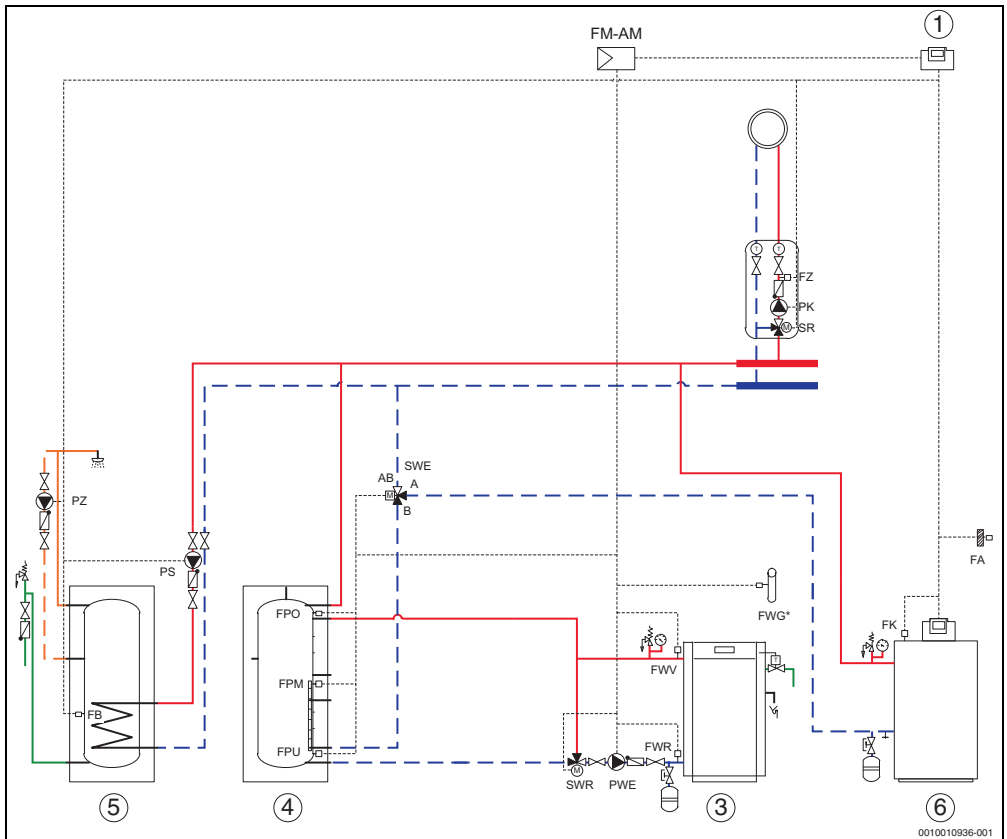 1
FM-AM
T
T
FZ
PK
M
SR
SWE
AB
A
M
B
PZ
FA
PS
FWG*
FPO
FK
FWV
T
FPM
FB
FPU
FWR
M
SWR
PWE
5
4
3
6
0010010936-001